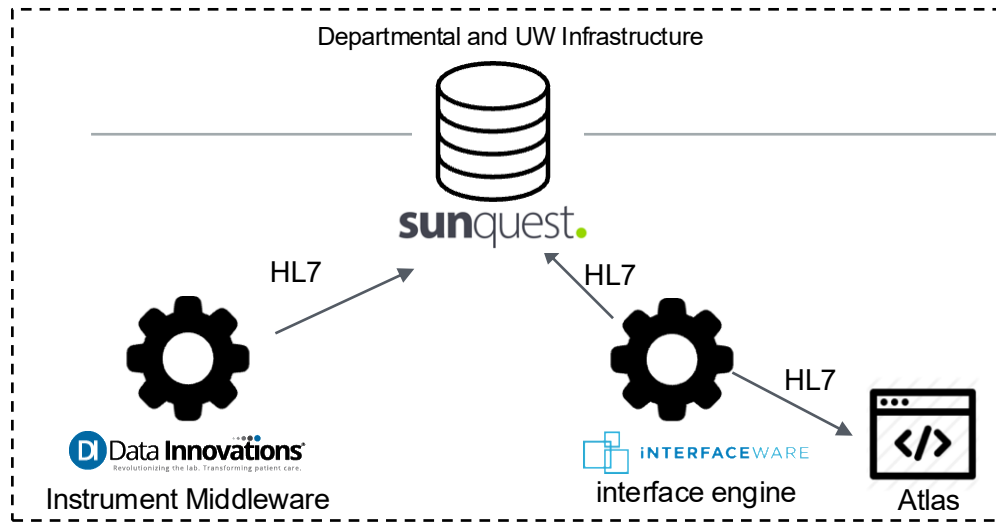 Departmental and UW Infrastructure
sunquest.
HL7
HL7
HL7
DI Data Innovations
Revolutionizing the lab. Transforming patient care.
Instrument Middleware
iNTERFACEWARE
interface engine
</>
Atlas